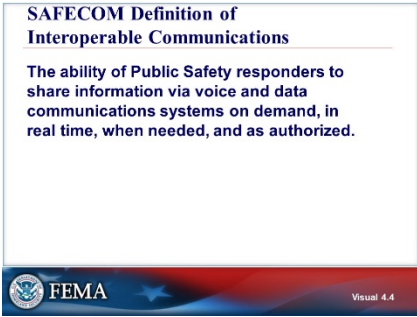 SAFECOM Definition of
Interoperable Communications
The ability of Public Safety responders to
share information via voice and data
communications systems on demand, in
real time, when needed, and as authorized.
FEMA
Visual 4.4